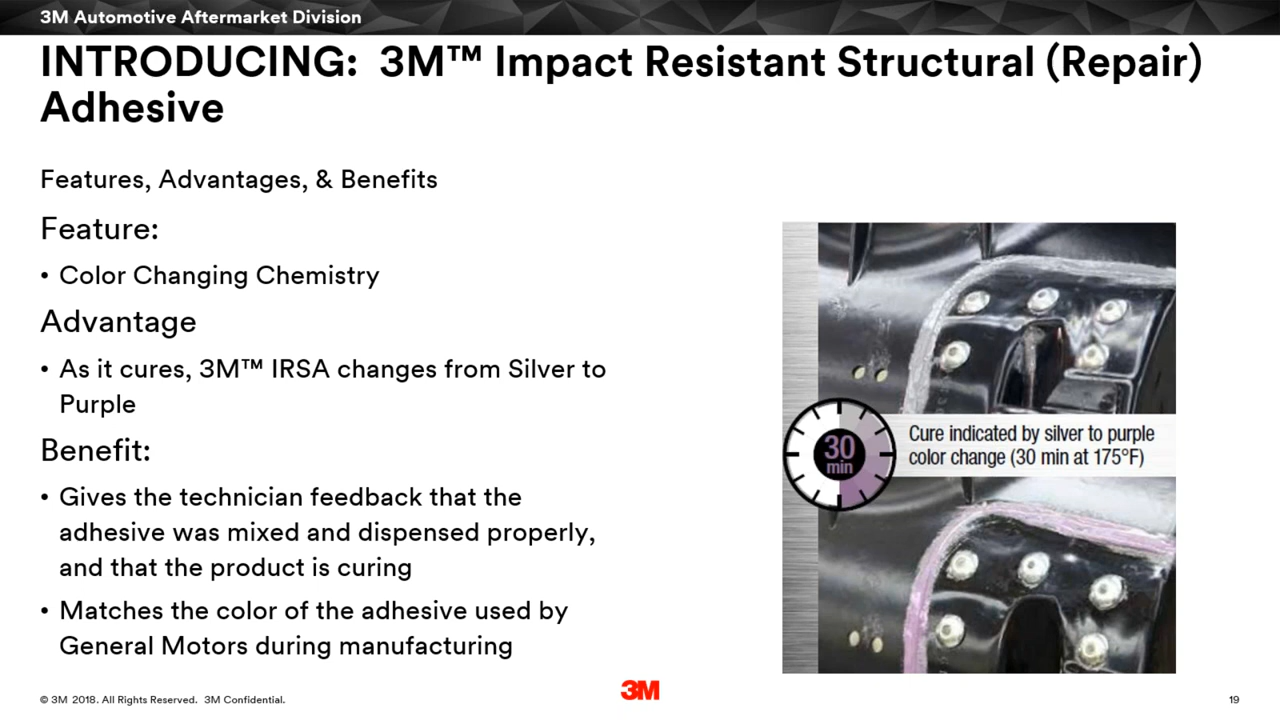 3M Automotive Aftermarket Division
INTRODUCING: 3M™ Impact Resistant Structural (Repair)
Adhesive
Features, Advantages, & Benefits
Feature:
• Color Changing Chemistry
Advantage
• As it cures, 3M™ IRSA changes from Silver to
Purple
Benefit:
• Gives the technician feedback that the
adhesive was mixed and dispensed properly,
and that the product is curing
• Matches the color of the adhesive used by
General Motors during manufacturing
30
min
Cure indicated by silver to purple
color change (30 min at 175°F)
© 3M 2018. All Rights Reserved. 3M Confidential.
3M
19